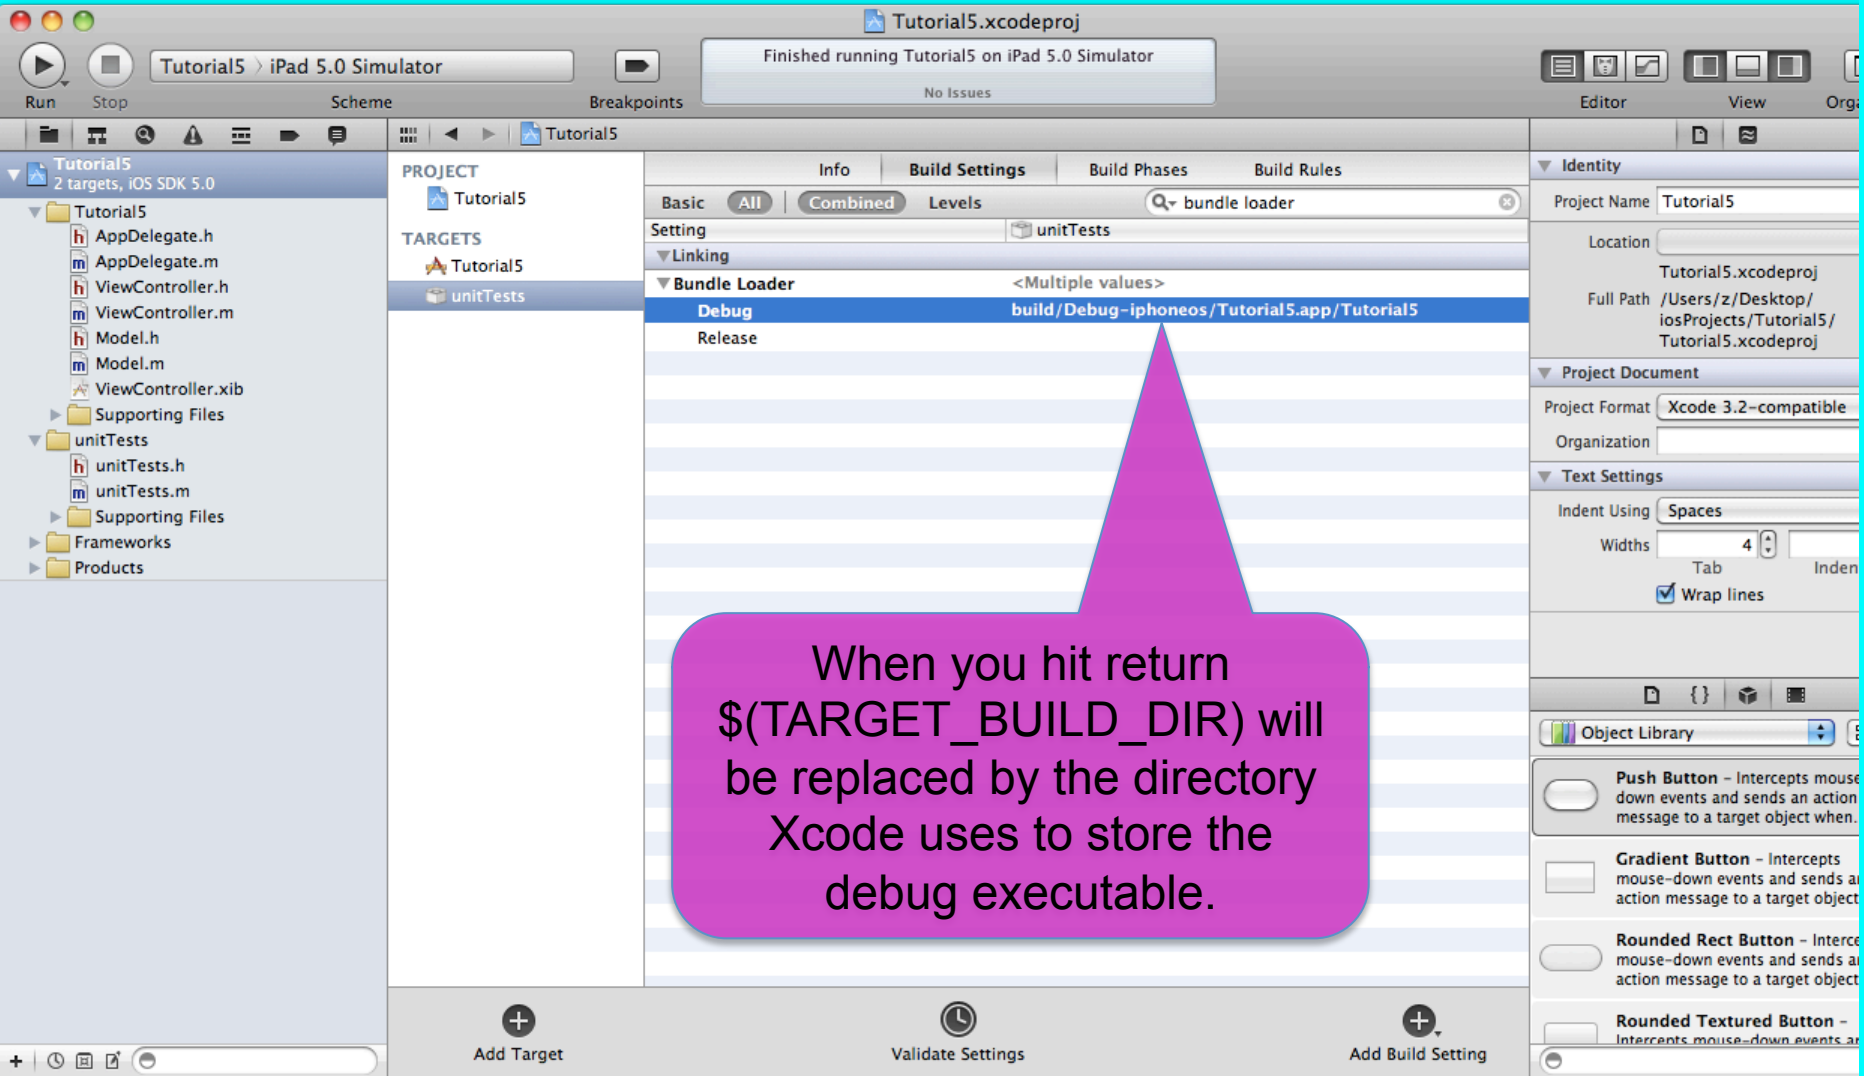 Tutorial5.xcodeproj
Tutorial5 〉 iPad 5.0 Simulator
Finished running Tutorial5 on iPad 5.0 Simulator
No Issues
Run Stop Scheme Breakpoints
Editor View
Tutorial5
Tutorial5
2 targets, iOS SDK 5.0
Tutorial5
AppDelegate.h
AppDelegate.m
ViewController.h
ViewController.m
Model.h
Model.m
ViewController.xib
Supporting Files
unitTests
unitTests.h
unitTests.m
Supporting Files
Frameworks
Products
PROJECT
Tutorial5
TARGETS
Tutorial5
unitTests
Info Build Settings Build Phases Build Rules
Basic All Combined Levels bundle loader
Setting unitTests
Linking
Bundle Loader <Multiple values>
Debug build/Debug-iphoneos/Tutorial5.app/Tutorial5
Release
When you hit return
$(TARGET_BUILD_DIR) will
be replaced by the directory
Xcode uses to store the
debug executable.
Add Target Validate Settings Add Build Setting
Identity
Project Name Tutorial5
Location
Tutorial5.xcodeproj
Full Path /Users/z/Desktop/
iosProjects/Tutorial5/
Tutorial5.xcodeproj
Project Document
Project Format Xcode 3.2-compatible
Organization
Text Settings
Indent Using Spaces
Widths 4
Tab
Wrap lines
{}
Object Library
Push Button – Intercepts mouse
down events and sends an action
message to a target object when.
Gradient Button – Intercepts
mouse-down events and sends
action message to a target object
Rounded Rect Button –
mouse-down events and sends
action message to a target object
Rounded Textured Button –
Intercepts mouse-down events